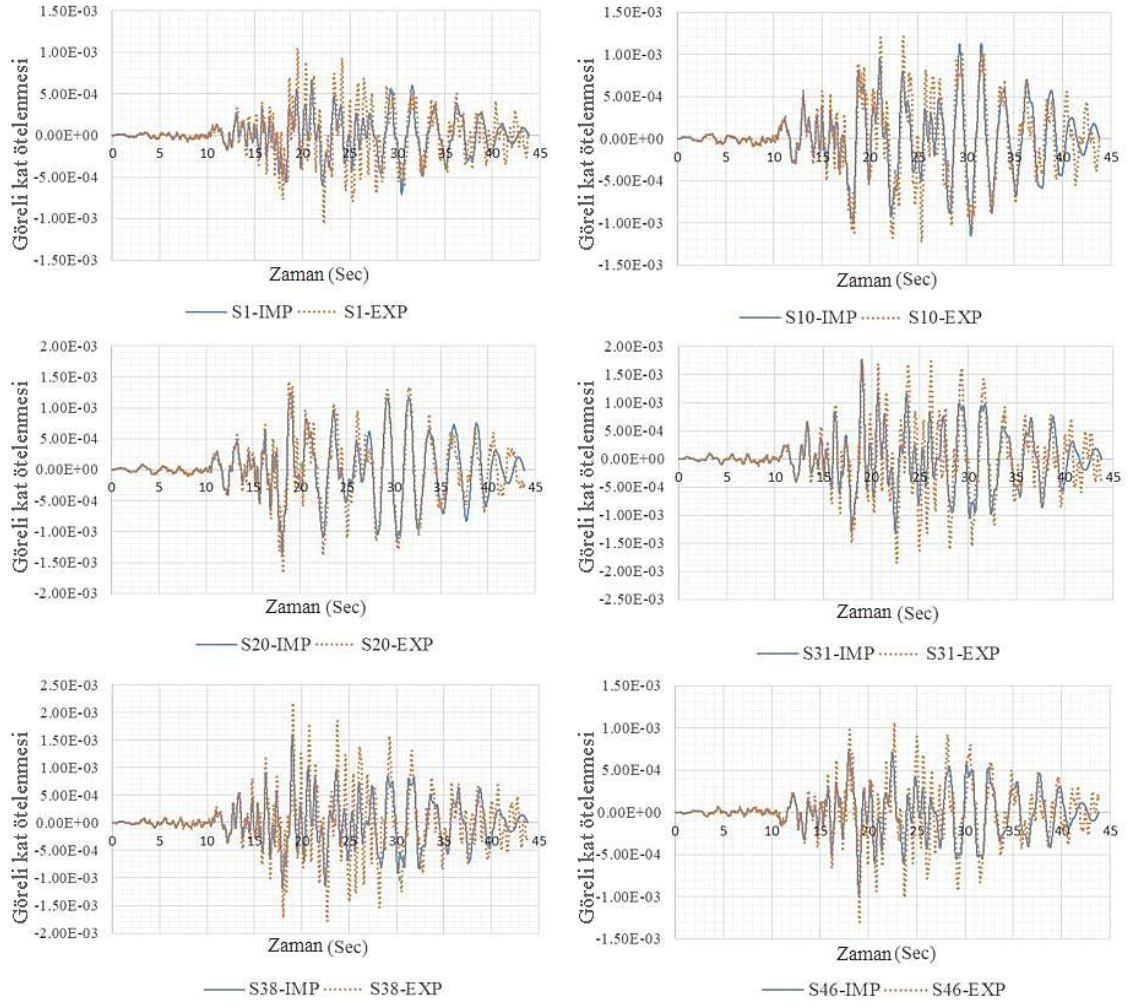 1.50E-03
1.00E-03
5.00E-04
0.00E+00
-5.00E-04
-1.00E-03
-1.50E-03
0 5 10 15 20 25 30 35 40 45
Göreli kat ötelenmesi
Zaman (Sec)
S1-IMP S1-EXP
1.50E-03
1.00E-03
5.00E-04
0.00E+00
-5.00E-04
-1.00E-03
-1.50E-03
0 5 10 15 20 25 30 35 40 45
Göreli kat ötelenmesi
Zaman (Sec)
S10-IMP S10-EXP
2.00E-03
1.50E-03
1.00E-03
5.00E-04
0.00E+00
-5.00E-04
-1.00E-03
-1.50E-03
-2.00E-03
0 5 10 15 20 25 30 35 40 45
Göreli kat ötelenmesi
Zaman (Sec)
S20-IMP S20-EXP
2.00E-03
1.50E-03
1.00E-03
5.00E-04
0.00E+00
-5.00E-04
-1.00E-03
-1.50E-03
-2.00E-03
-2.50E-03
0 5 10 15 20 25 30 35 40 45
Göreli kat ötelenmesi
Zaman (Sec)
S31-IMP S31-EXP
2.50E-03
2.00E-03
1.50E-03
1.00E-03
5.00E-04
0.00E+00
-5.00E-04
-1.00E-03
-1.50E-03
-2.00E-03
0 5 10 15 20 25 30 35 40 45
Göreli kat ötelenmesi
Zaman (Sec)
S38-IMP S38-EXP
1.50E-03
1.00E-03
5.00E-04
0.00E+00
-5.00E-04
-1.00E-03
-1.50E-03
0 5 10 15 20 25 30 35 40 45
Göreli kat ötelenmesi
Zaman (Sec)
S46-IMP S46-EXP